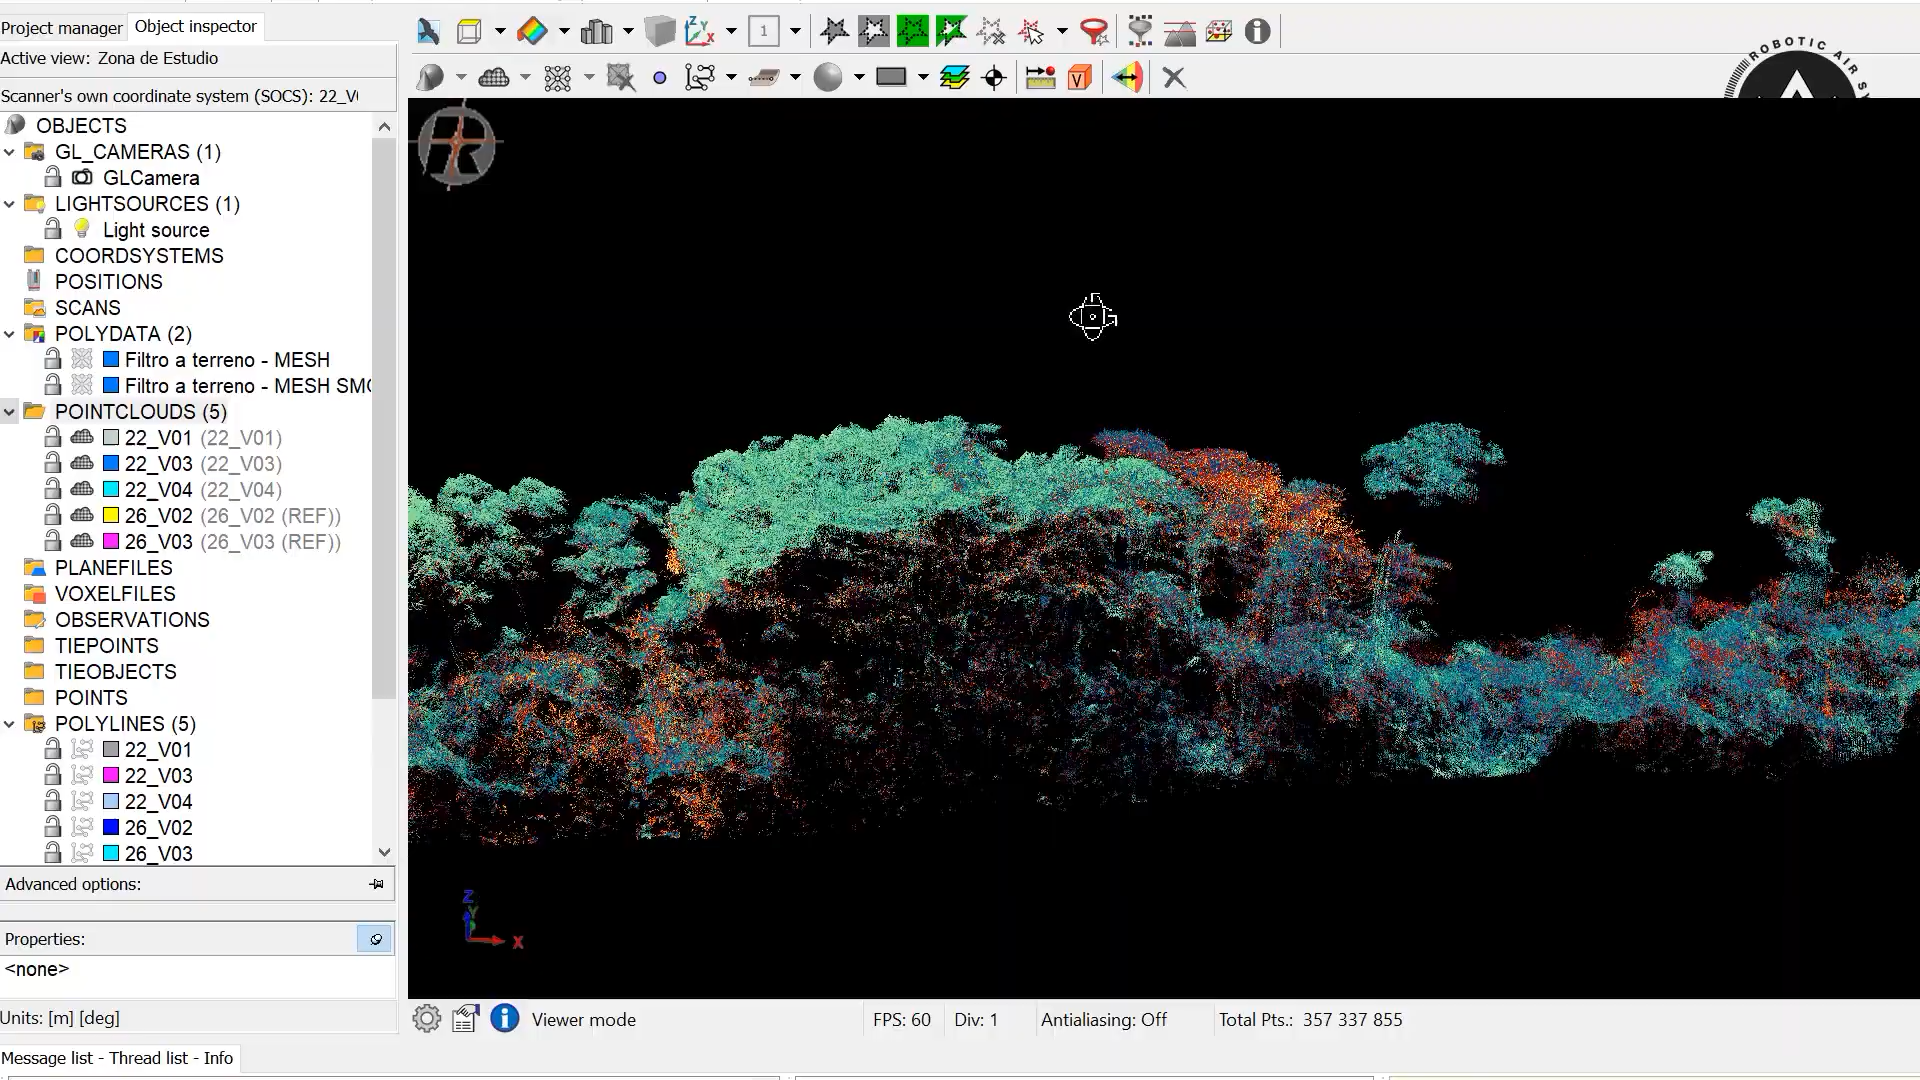 Project manager
Object inspector
Active view: Zona de Estudio
Scanner's own coordinate system (SOCS): 22_V
OBJECTS
GL_CAMERAS (1)
GLCamera
LIGHTSOURCES (1)
Light source
COORDSYSTEMS
POSITIONS
SCANS
POLYDATA (2)
Filtro a terreno - MESH
Filtro a terreno - MESH SM
POINTCLOUDS (5)
22_V01 (22_V01)
22_V03 (22_V03)
22_V04 (22_V04)
26_V02 (26_V02 (REF))
26_V03 (26_V03 (REF))
PLANEFILES
VOXELFILES
OBSERVATIONS
TIEPOINTS
TIEOBJECTS
POINTS
POLYLINES (5)
22_V01
22_V03
22_V04
26_V02
26_V03
Advanced options:
Properties:
<none>
Units: [m] [deg]
Message list - Thread list - Info
Z Y X
1
V
ROBOTIC AIR SY
R
Z
Y
X
Viewer mode
FPS: 60
Div: 1
Antialiasing: Off
Total Pts.: 357 337 855